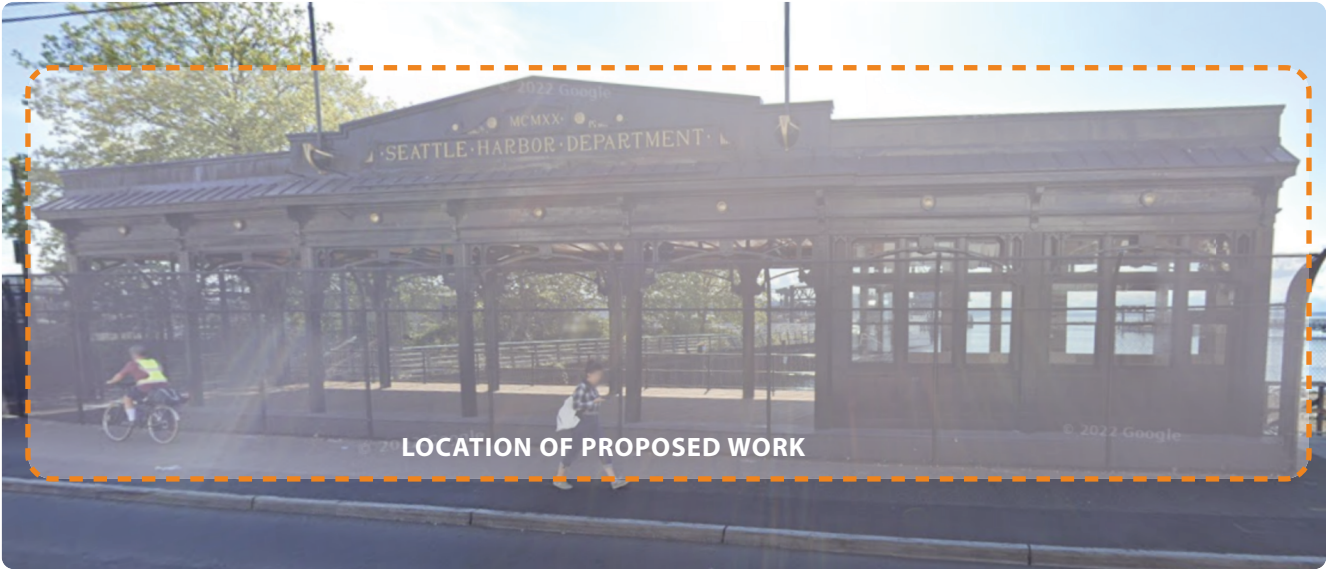 © 2022 Google
MCMXX·
·SEATTLE·HARBOR·DEPARTMENT·
© 2022 Google
LOCATION OF PROPOSED WORK